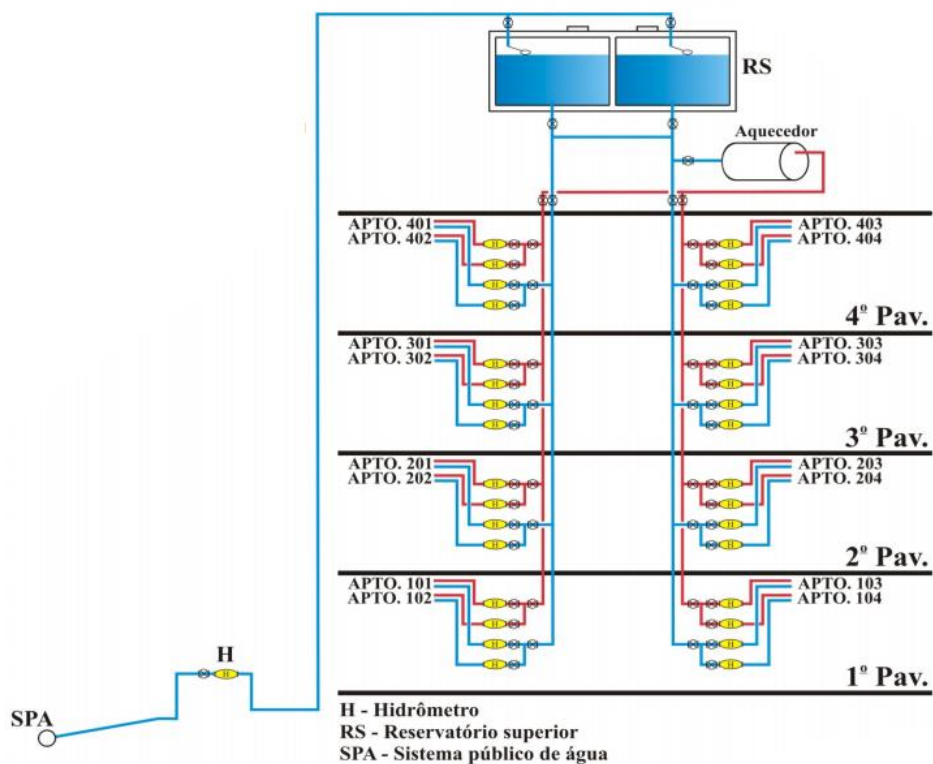 RS
Aquecedor
APTO. 401
APTO. 402
H
H
H
H
APTO. 403
APTO. 404
H
H
H
H
4º Pav.
APTO. 301
APTO. 302
H
H
H
H
APTO. 303
APTO. 304
H
H
H
H
3º Pav.
APTO. 201
APTO. 202
H
H
H
H
APTO. 203
APTO. 204
H
H
H
H
2º Pav.
APTO. 101
APTO. 102
H
H
H
H
APTO. 103
APTO. 104
H
H
H
H
1º Pav.
H
H
SPA
H - Hidrômetro
RS - Reservatório superior
SPA - Sistema público de água